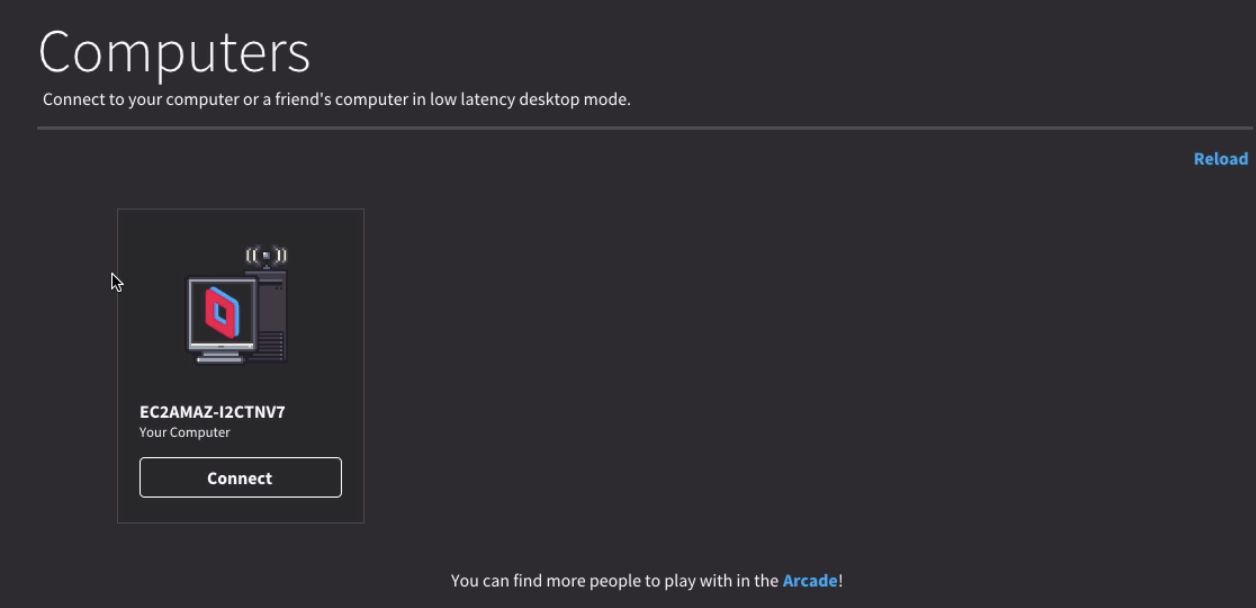 Computers
Connect to your computer or a friend's computer in low latency desktop mode.
Reload
EC2AMAZ-I2CTNV7
Your Computer
Connect
You can find more people to play with in the Arcade!